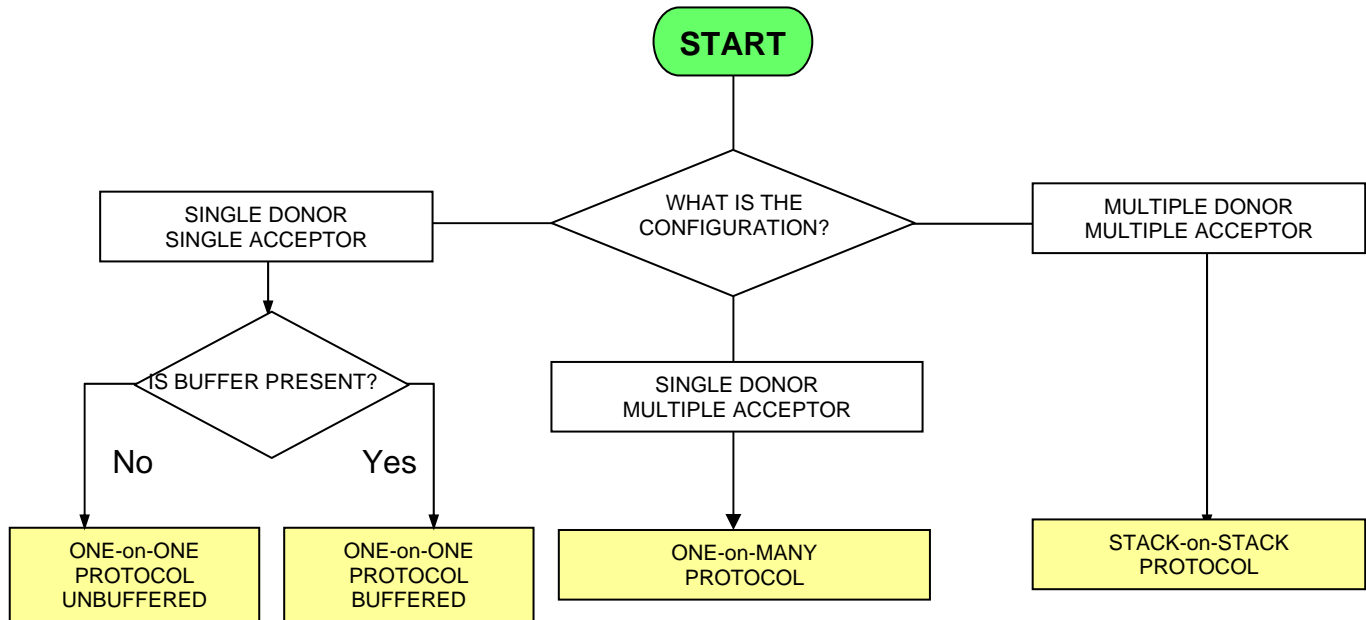 START
WHAT IS THE
CONFIGURATION?
SINGLE DONOR
SINGLE ACCEPTOR
MULTIPLE DONOR
MULTIPLE ACCEPTOR
IS BUFFER PRESENT?
SINGLE DONOR
MULTIPLE ACCEPTOR
No
Yes
ONE-on-ONE
PROTOCOL
UNBUFFERED
ONE-on-ONE
PROTOCOL
BUFFERED
ONE-on-MANY
PROTOCOL
STACK-on-STACK
PROTOCOL